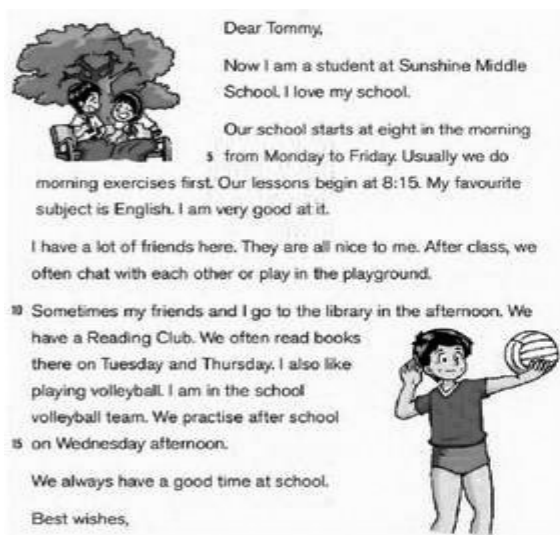 Dear Tommy,
Now I am a student at Sunshine Middle
School. I love my school.
Our school starts at eight in the morning
5 from Monday to Friday. Usually we do
morning exercises first. Our lessons begin at 8:15. My favourite
subject is English. I am very good at it.
I have a lot of friends here. They are all nice to me. After class, we
often chat with each other or play in the playground.
10 Sometimes my friends and I go to the library in the afternoon. We
have a Reading Club. We often read books
there on Tuesday and Thursday. I also like
playing volleyball. I am in the school
volleyball team. We practise after school
15 on Wednesday afternoon.
We always have a good time at school.
Best wishes,